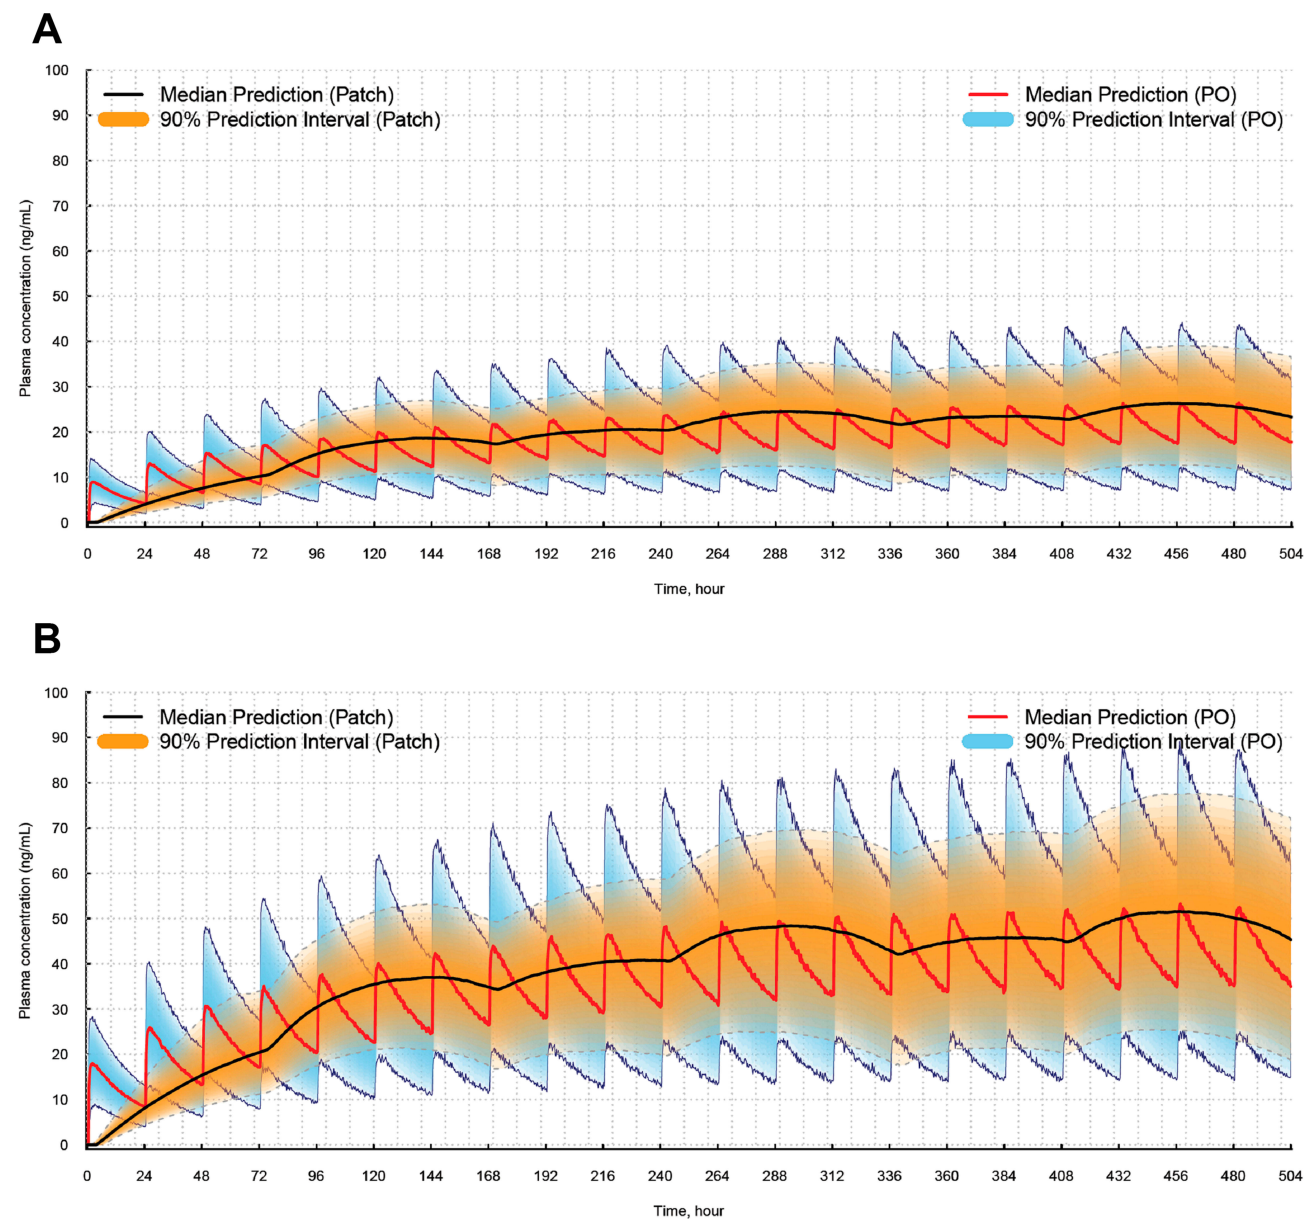 A
100
90
80
70
60
50
40
30
20
10
0
Plasma concentration (ng/mL)
Median Prediction (Patch)
90% Prediction Interval (Patch)
Median Prediction (PO)
90% Prediction Interval (PO)
0 24 48 72 96 120 144 168 192 216 240 264 288 312 336 360 384 408 432 456 480 504
Time, hour
B
100
90
80
70
60
50
40
30
20
10
0
Plasma concentration (ng/mL)
Median Prediction (Patch)
90% Prediction Interval (Patch)
Median Prediction (PO)
90% Prediction Interval (PO)
0 24 48 72 96 120 144 168 192 216 240 264 288 312 336 360 384 408 432 456 480 504
Time, hour